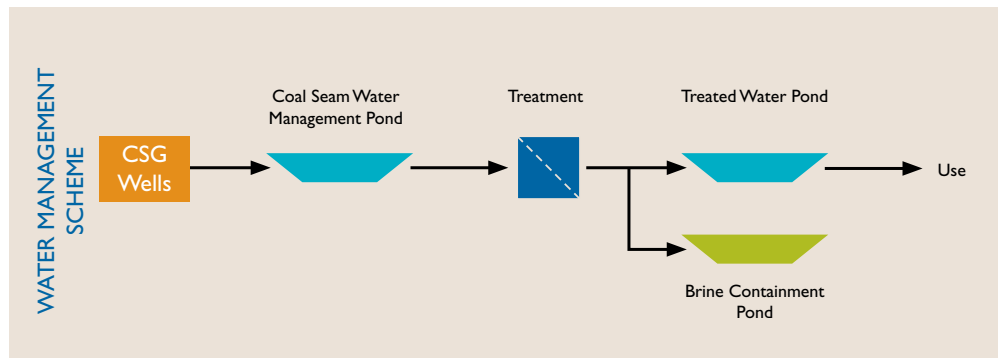 WATER MANAGEMENT
SCHEME
CSG
Wells
Coal Seam Water
Management Pond
Treatment
Treated Water Pond
Use
Brine Containment
Pond